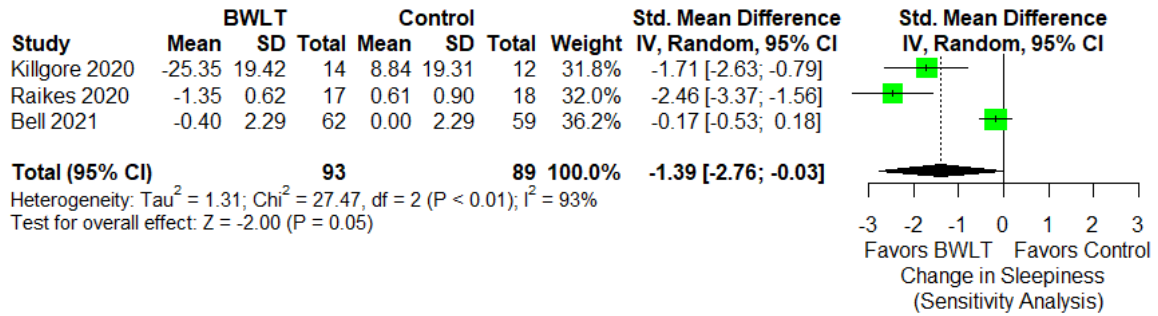 BWLT Control Std. Mean Difference Std. Mean Difference
Study Mean SD Total Mean SD Total Weight IV, Random, 95% CI IV, Random, 95% CI
Killgore 2020 -25.35 19.42 14 8.84 19.31 12 31.8% -1.71 [-2.63; -0.79]
Raikes 2020 -1.35 0.62 17 0.61 0.90 18 32.0% -2.46 [-3.37; -1.56]
Bell 2021 -0.40 2.29 62 0.00 2.29 59 36.2% -0.17 [-0.53; 0.18]
Total (95% CI) 93 89 100.0% -1.39 [-2.76; -0.03]
Heterogeneity: Tau² = 1.31; Chi² = 27.47, df = 2 (P < 0.01); I² = 93%
Test for overall effect: Z = -2.00 (P = 0.05)
-3 -2 -1 0 1 2 3
Favors BWLT Favors Control
Change in Sleepiness
(Sensitivity Analysis)